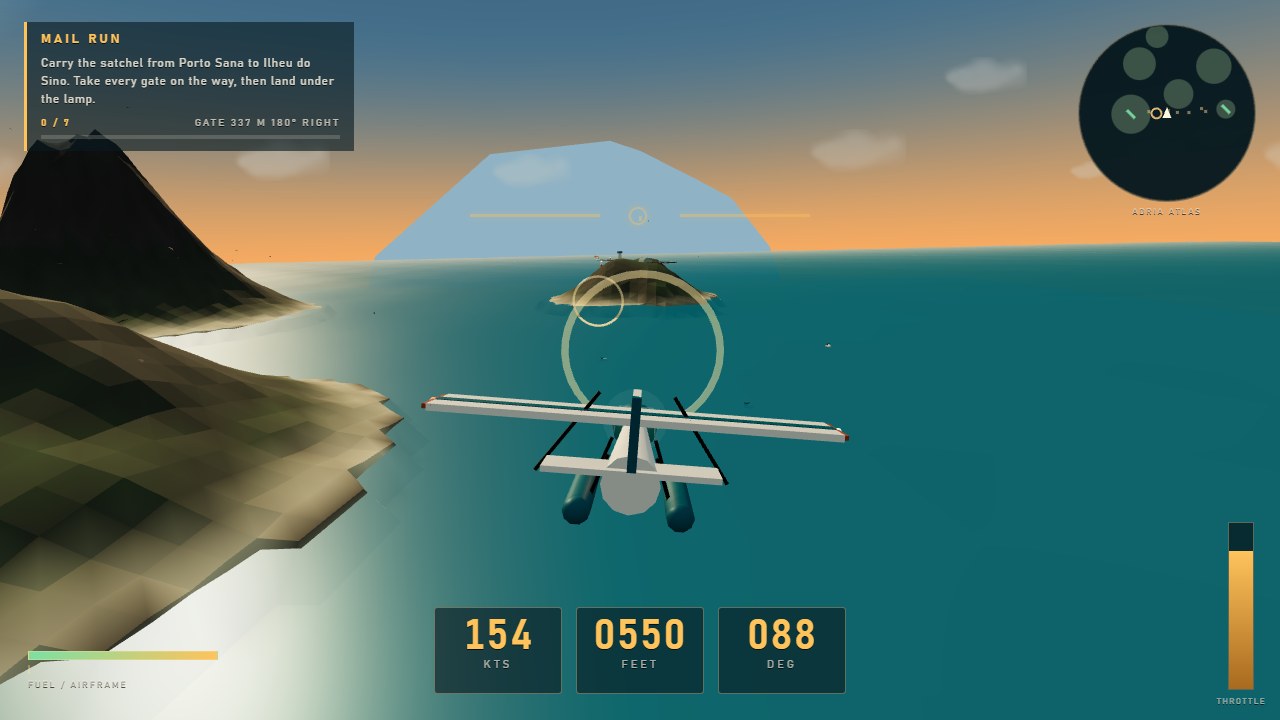 MAIL RUN
Carry the satchel from Porto Sana to Ilheu do
Sino. Take every gate on the way, then land under
the lamp.
0 / 7 GATE 337 M 180° RIGHT
ADRIA ATLAS
154 0550 088
KTS FEET DEG
FUEL / AIRFRAME
THROTTLE